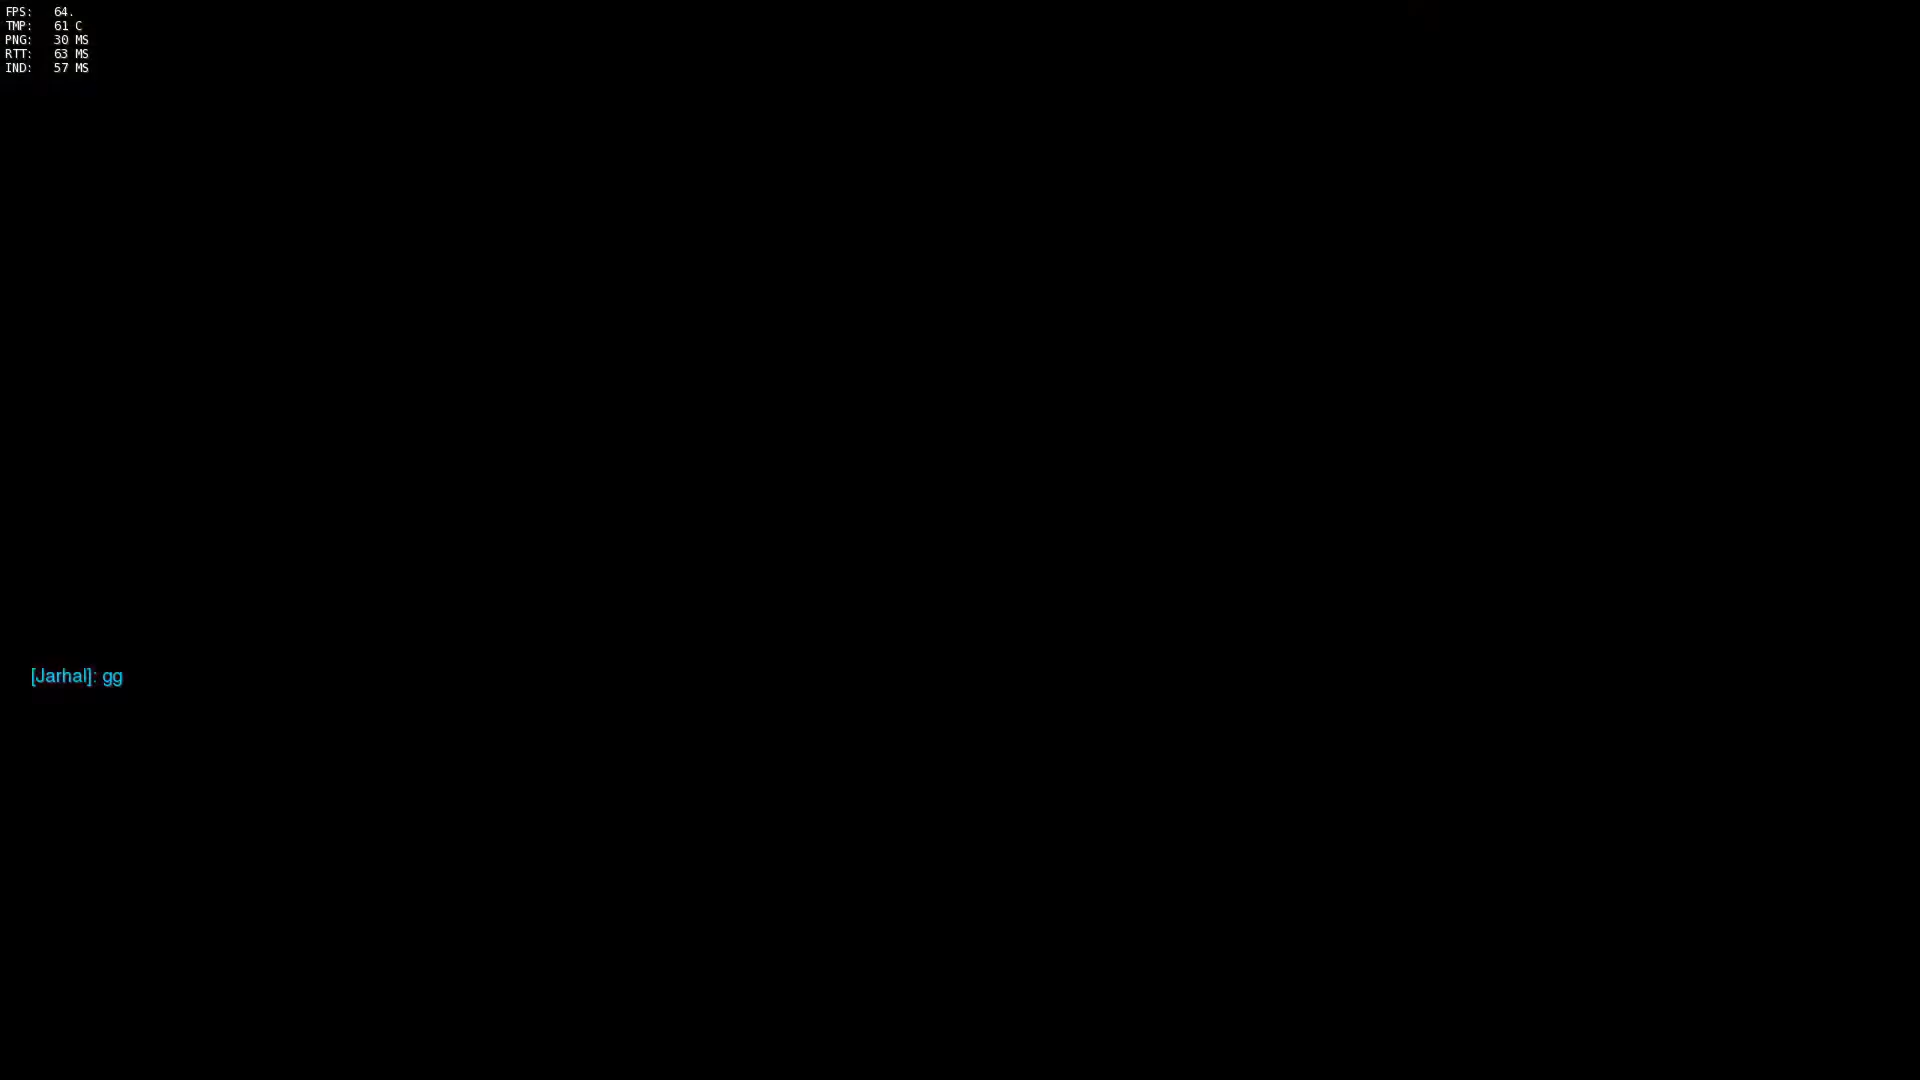 FPS: 64.
TMP: 61 C
PNG: 30 MS
RTT: 63 MS
IND: 57 MS
[Jarhal]: gg